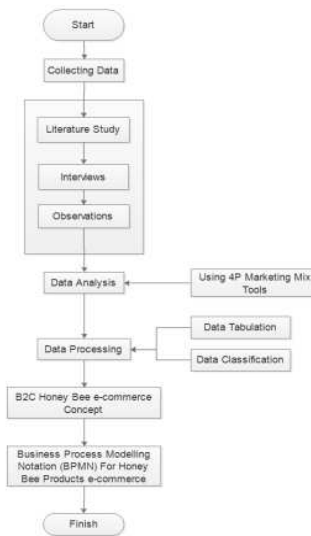 Start
Collecting Data
Literature Study
Interviews
Observations
Data Analysis
Using 4P Marketing Mix
Tools
Data Tabulation
Data Processing
Data Classification
B2C Honey Bee e-commerce
Concept
Business Process Modelling
Notation (BPMN) For Honey
Bee Products e-commerce
Finish